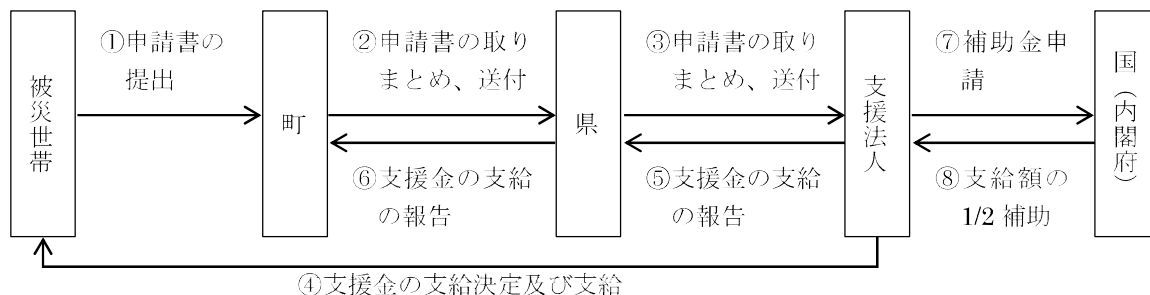 被災世帯
①申請書の
提出
町
②申請書の取り
まとめ、送付
⑥支援金の支給
の報告
県
③申請書の取り
まとめ、送付
⑤支援金の支給
の報告
支援法人
⑦補助金申
請
⑧支給額の
1/2 補助
国（内閣府）
④支援金の支給決定及び支給